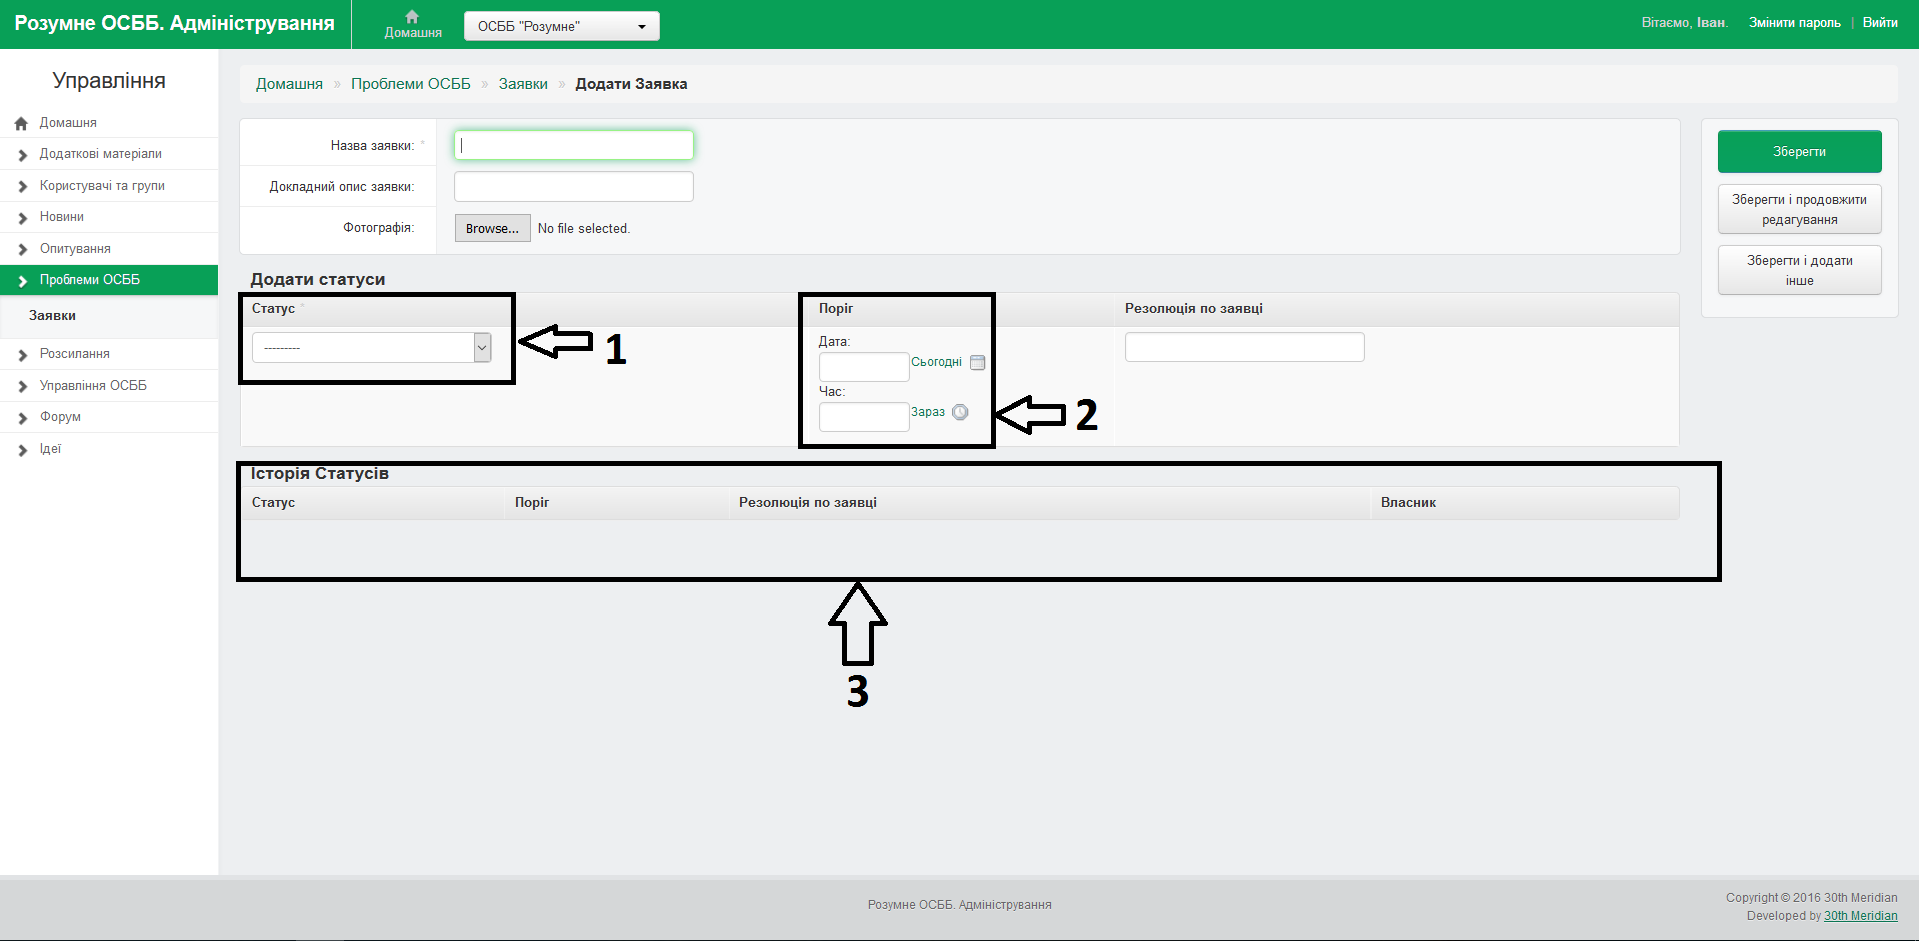 Розумне ОСББ. Адміністрування
Домашня
ОСББ "Розумне"
Вітаємо, Іван. Змінити пароль | Вийти
Управління
Домашня
Додаткові матеріали
Користувачі та групи
Новини
Опитування
Проблеми ОСББ
Заявки
Розсилання
Управління ОСББ
Форум
Ідеї
Домашня » Проблеми ОСББ » Заявки » Додати Заявка
Назва заявки: *
Докладний опис заявки:
Фотографія:
Browse... No file selected.
Зберегти
Зберегти і продовжити
редагування
Зберегти і додати
інше
Додати статуси
Статус * Поріг Резолюція по заявці
---------
1
Дата:
Сьогодні
Час:
Зараз
2
Історія Статусів
Статус Поріг Резолюція по заявці Власник
3
Розумне ОСББ. Адміністрування
Copyright © 2016 30th Meridian
Developed by 30th Meridian